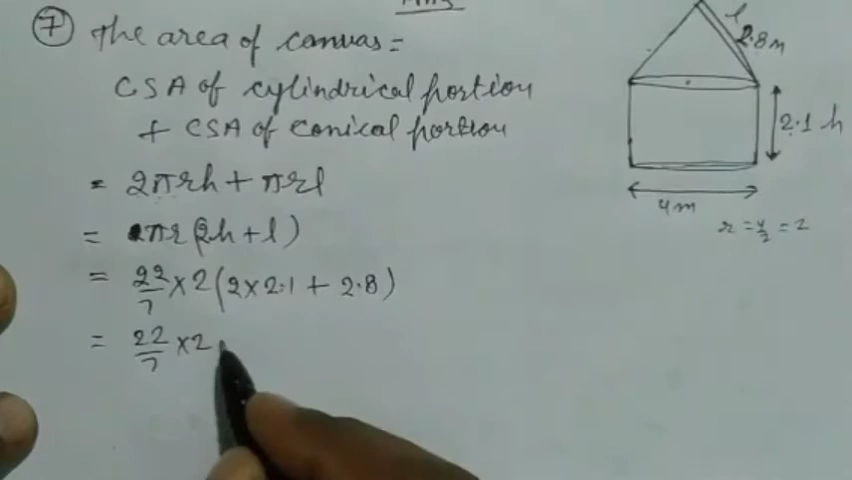 ⑦ The area of canvas =
CSA of cylindrical portion
+ CSA of conical portion
= 2πrh + πrl
= πr(2h + l)
= 22/7 × 2(2 × 2.1 + 2.8)
= 22/7 × 2
l
2.8m
2.1 h
4m
r = 4/2 = 2